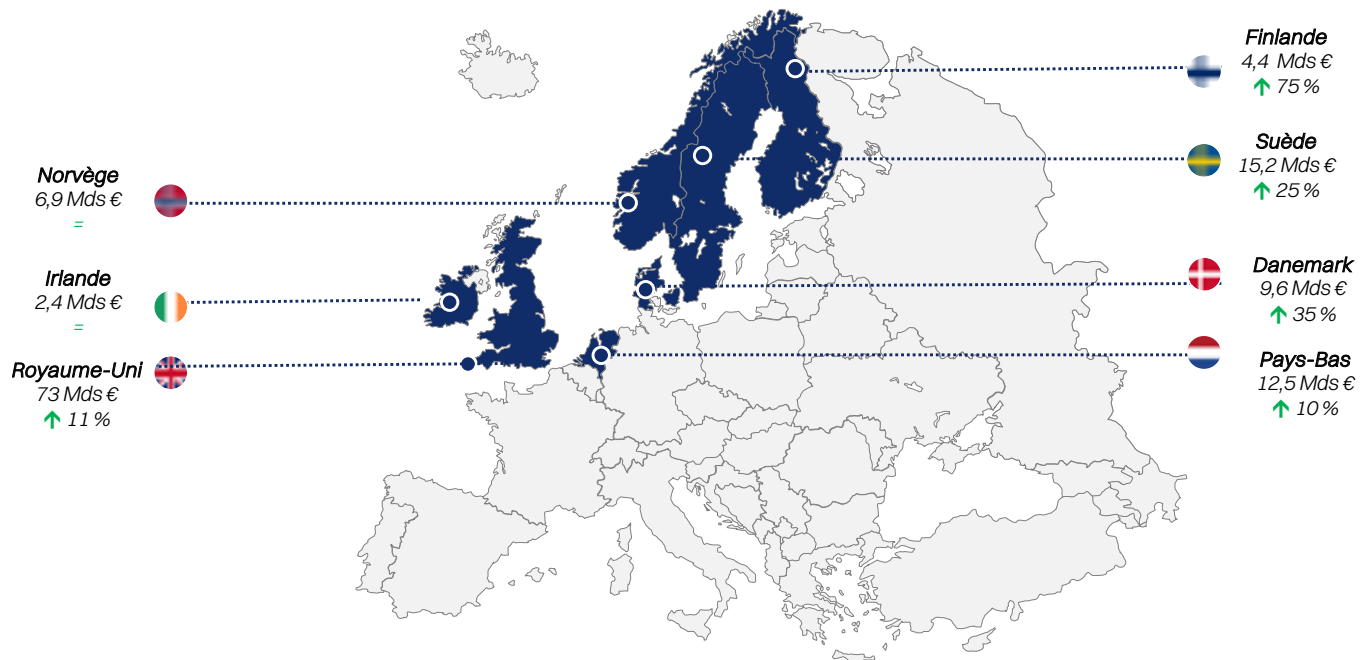 Norvège
6,9 Mds €
=
Irlande
2,4 Mds €
=
Royaume-Uni
73 Mds €
↑ 11 %
Finlande
4,4 Mds €
↑ 75 %
Suède
15,2 Mds €
↑ 25 %
Danemark
9,6 Mds €
↑ 35 %
Pays-Bas
12,5 Mds €
↑ 10 %